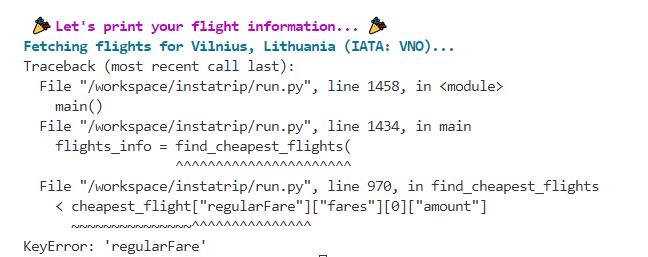 🎉 Let's print your flight information... 🎉
Fetching flights for Vilnius, Lithuania (IATA: VNO)...
Traceback (most recent call last):
  File "/workspace/instatrip/run.py", line 1458, in <module>
    main()
  File "/workspace/instatrip/run.py", line 1434, in main
    flights_info = find_cheapest_flights(
                   ^^^^^^^^^^^^^^^^^^^^^^
  File "/workspace/instatrip/run.py", line 970, in find_cheapest_flights
    < cheapest_flight["regularFare"]["fares"][0]["amount"]
      ~~~~~~~~~~~~~~~^^^^^^^^^^^^^^^
KeyError: 'regularFare'